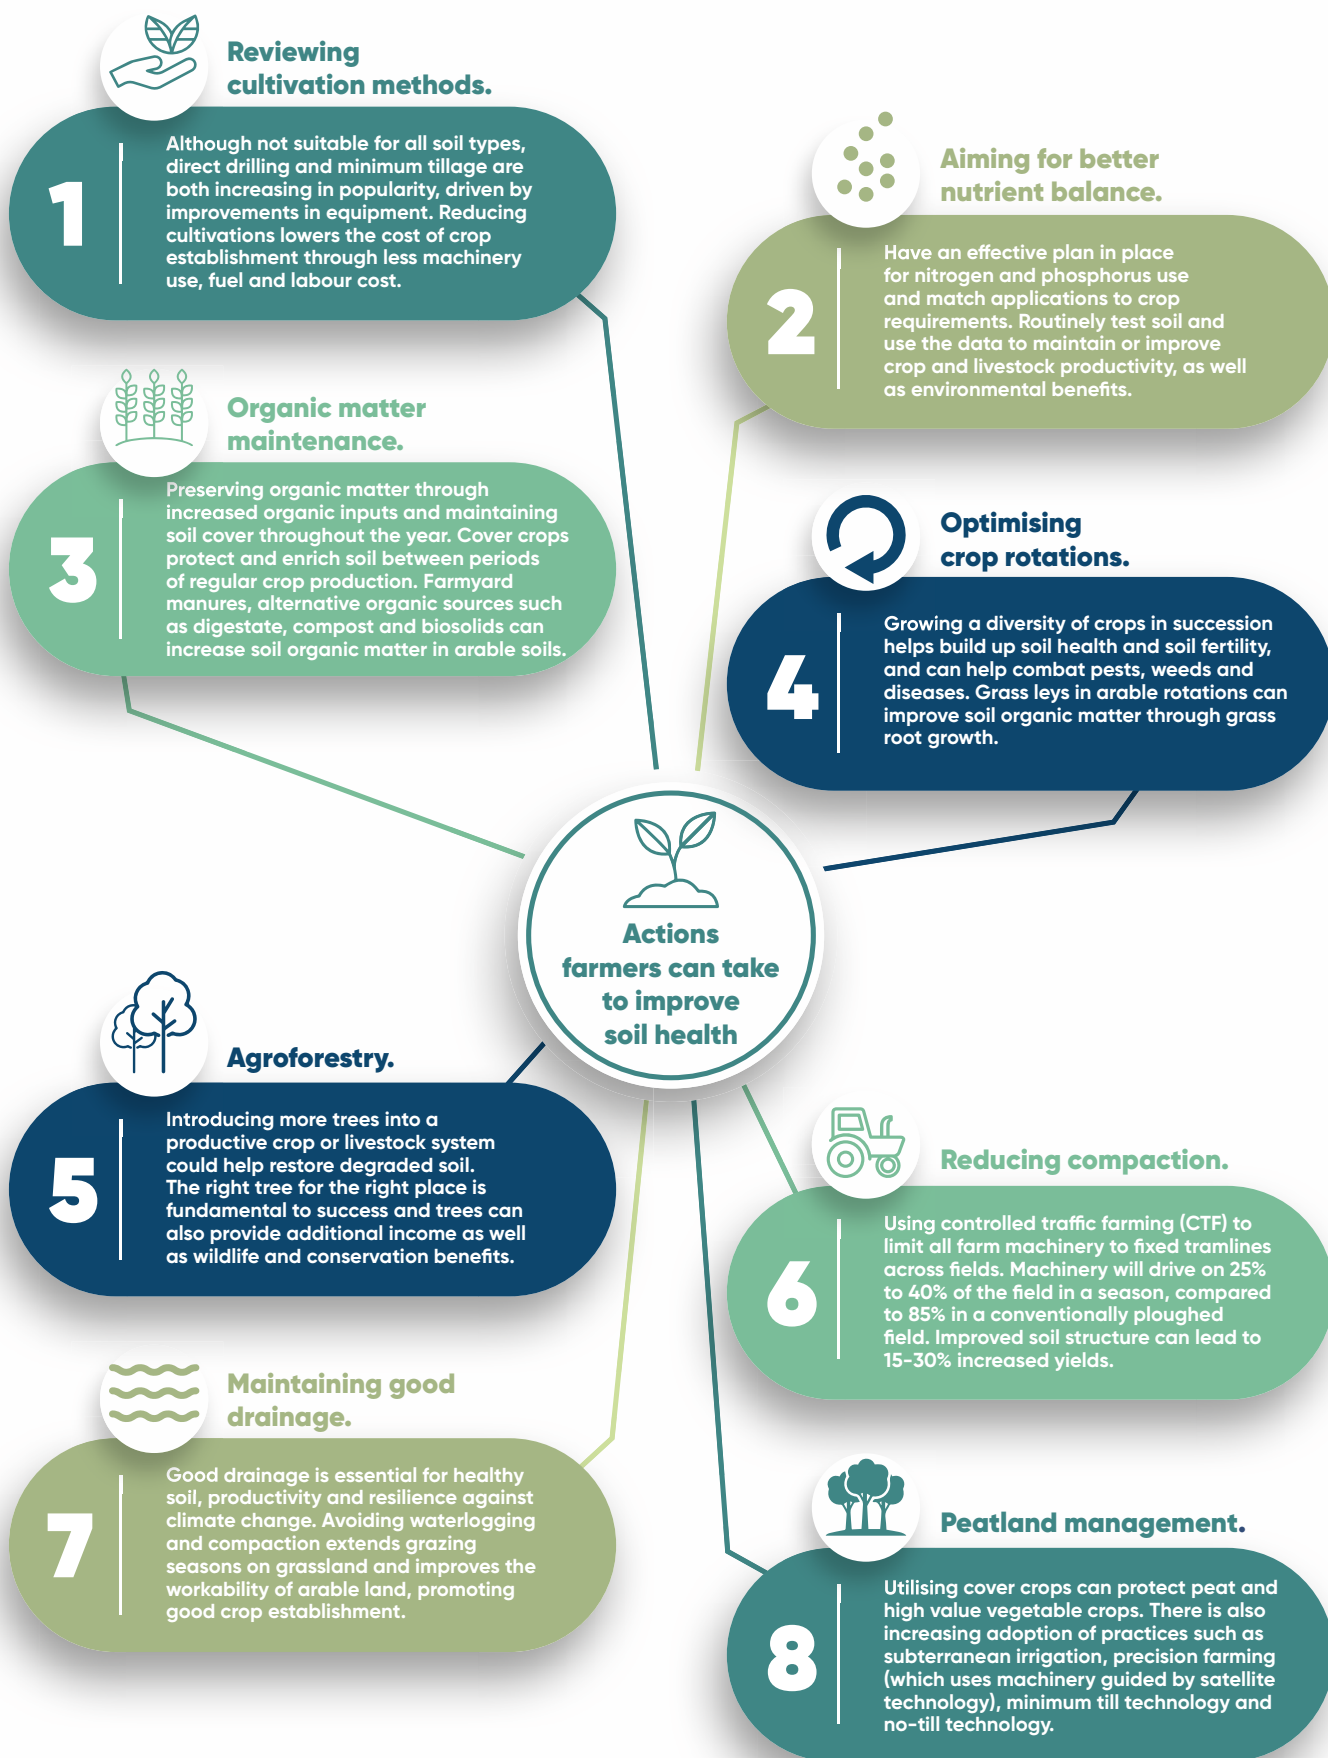 Reviewing
cultivation methods.
1
Although not suitable for all soil types,
direct drilling and minimum tillage are
both increasing in popularity, driven by
improvements in equipment. Reducing
cultivations lowers the cost of crop
establishment through less machinery
use, fuel and labour cost.
Aiming for better
nutrient balance.
2
Have an effective plan in place
for nitrogen and phosphorus use
and match applications to crop
requirements. Routinely test soil and
use the data to maintain or improve
crop and livestock productivity, as well
as environmental benefits.
Organic matter
maintenance.
3
Preserving organic matter through
increased organic inputs and maintaining
soil cover throughout the year. Cover crops
protect and enrich soil between periods
of regular crop production. Farmyard
manures, alternative organic sources such
as digestate, compost and biosolids can
increase soil organic matter in arable soils.
Optimising
crop rotations.
4
Growing a diversity of crops in succession
helps build up soil health and soil fertility,
and can help combat pests, weeds and
diseases. Grass leys in arable rotations can
improve soil organic matter through grass
root growth.
Actions
farmers can take
to improve
soil health
Agroforestry.
5
Introducing more trees into a
productive crop or livestock system
could help restore degraded soil.
The right tree for the right place is
fundamental to success and trees can
also provide additional income as well
as wildlife and conservation benefits.
Reducing compaction.
6
Using controlled traffic farming (CTF) to
limit all farm machinery to fixed tramlines
across fields. Machinery will drive on 25%
to 40% of the field in a season, compared
to 85% in a conventionally ploughed
field. Improved soil structure can lead to
15-30% increased yields.
Maintaining good
drainage.
7
Good drainage is essential for healthy
soil, productivity and resilience against
climate change. Avoiding waterlogging
and compaction extends grazing
seasons on grassland and improves the
workability of arable land, promoting
good crop establishment.
Peatland management.
8
Utilising cover crops can protect peat and
high value vegetable crops. There is also
increasing adoption of practices such as
subterranean irrigation, precision farming
(which uses machinery guided by satellite
technology), minimum till technology and
no-till technology.